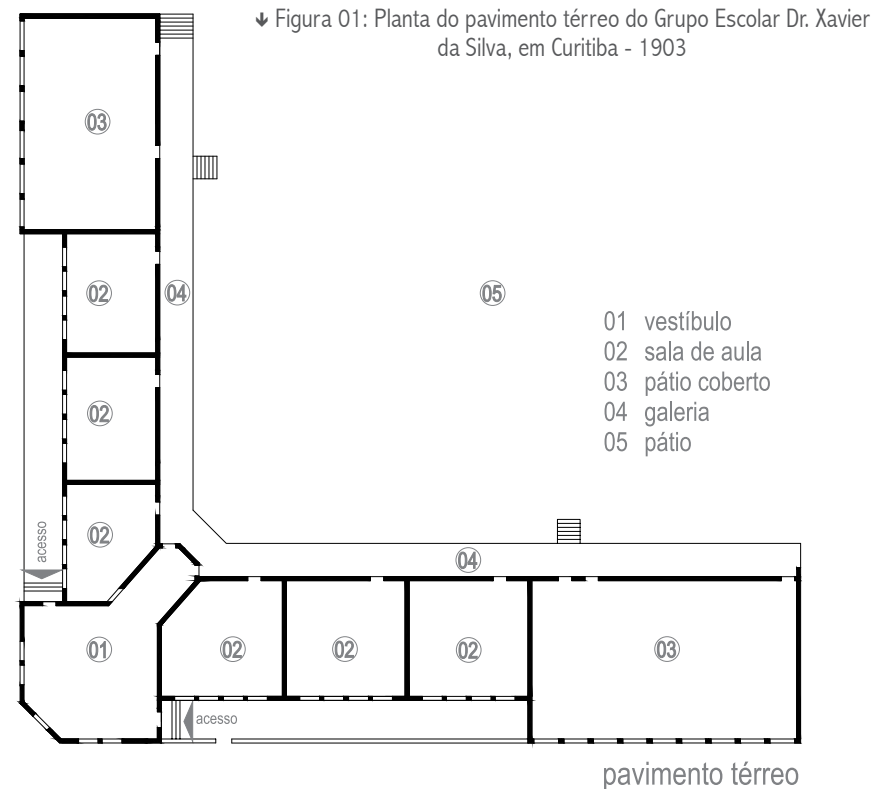 🡻 Figura 01: Planta do pavimento térreo do Grupo Escolar Dr. Xavier
da Silva, em Curitiba - 1903
03
02
04
05
01 vestíbulo
02 sala de aula
03 pátio coberto
04 galeria
05 pátio
02
02
acesso
04
01
02
02
02
03
acesso
pavimento térreo